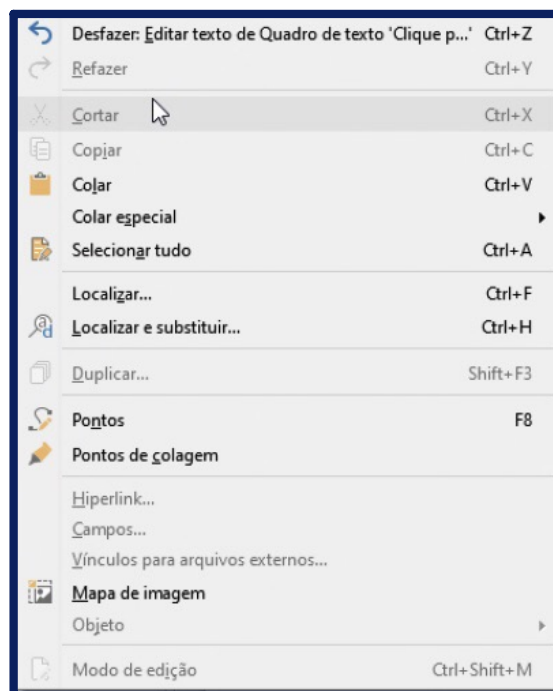 Desfazer: Editar texto de Quadro de texto 'Clique p...' Ctrl+Z
Refazer Ctrl+Y
Cortar Ctrl+X
Copiar Ctrl+C
Colar Ctrl+V
Colar especial
Selecionar tudo Ctrl+A
Localizar... Ctrl+F
Localizar e substituir... Ctrl+H
Duplicar... Shift+F3
Pontos F8
Pontos de colagem
Hiperlink...
Campos...
Vínculos para arquivos externos...
Mapa de imagem
Objeto
Modo de edição Ctrl+Shift+M